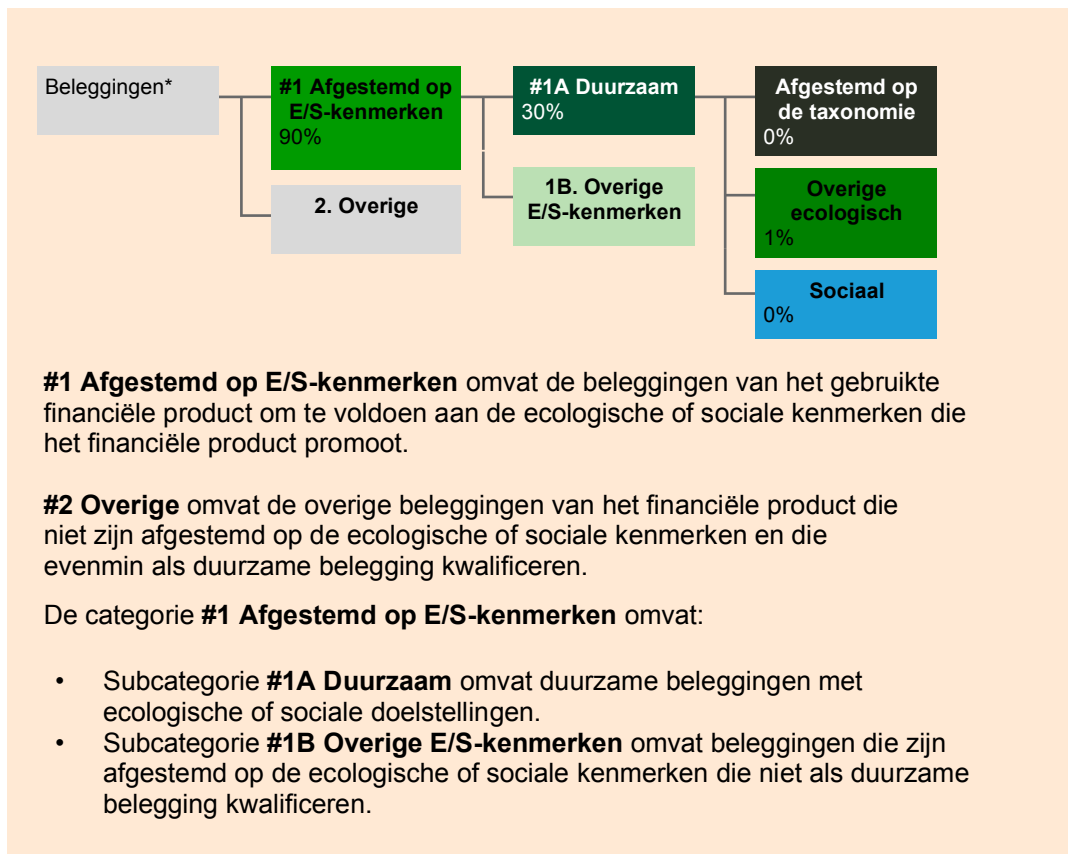 Beleggingen*
#1 Afgestemd op
E/S-kenmerken
90%
2. Overige
#1A Duurzaam
30%
1B. Overige
E/S-kenmerken
Afgestemd op
de taxonomie
0%
Overige
ecologisch
1%
Sociaal
0%
#1 Afgestemd op E/S-kenmerken omvat de beleggingen van het gebruikte
financiële product om te voldoen aan de ecologische of sociale kenmerken die
het financiële product promoot.
#2 Overige omvat de overige beleggingen van het financiële product die
niet zijn afgestemd op de ecologische of sociale kenmerken en die
evenmin als duurzame belegging kwalificeren.
De categorie #1 Afgestemd op E/S-kenmerken omvat:
• Subcategorie #1A Duurzaam omvat duurzame beleggingen met
ecologische of sociale doelstellingen.
• Subcategorie #1B Overige E/S-kenmerken omvat beleggingen die zijn
afgestemd op de ecologische of sociale kenmerken die niet als duurzame
belegging kwalificeren.